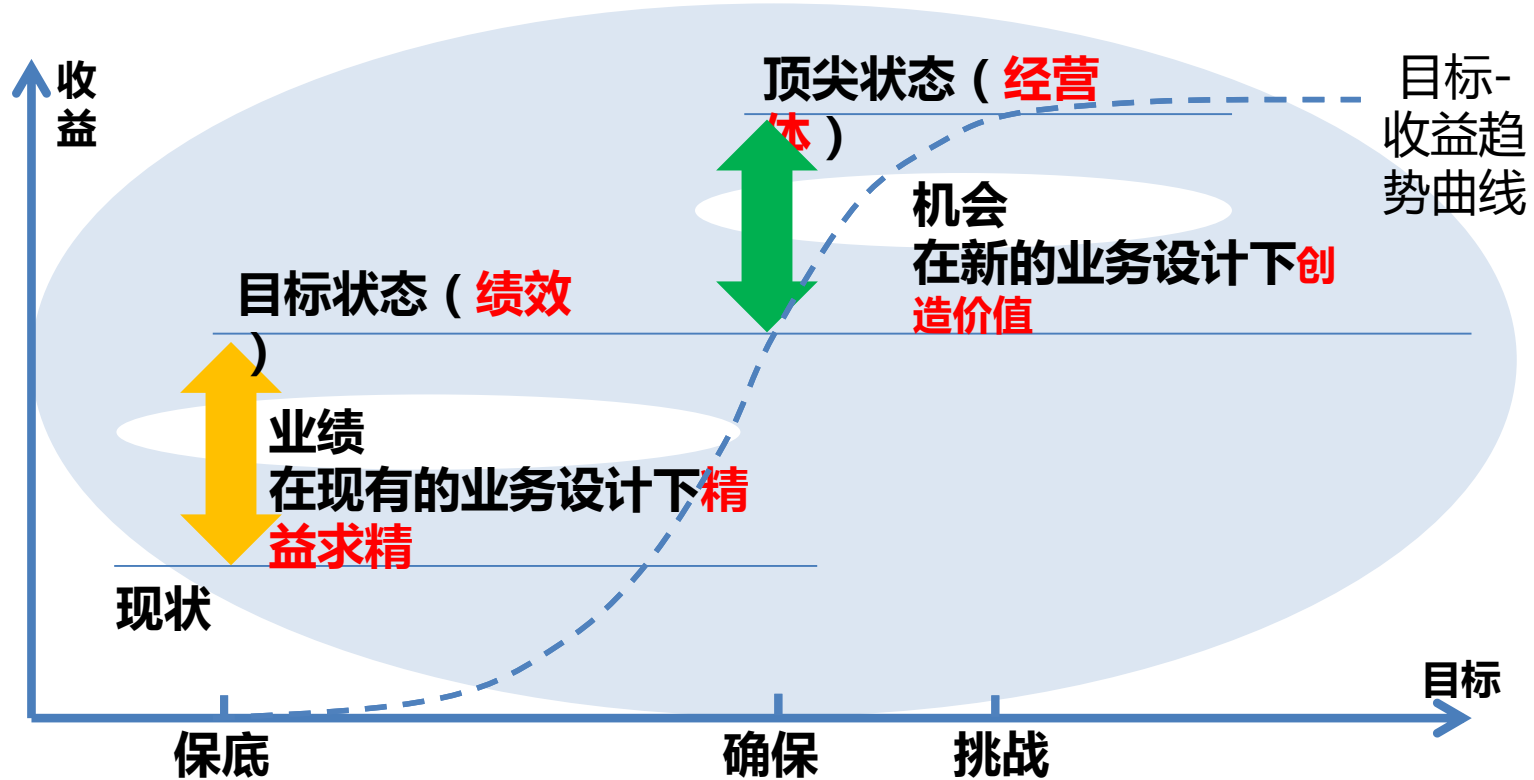 收
益
顶尖状态（经营
体）
目标-
收益趋
势曲线
机会
在新的业务设计下创
造价值
目标状态（绩效
）
业绩
在现有的业务设计下精
益求精
现状
目标
保底
确保
挑战